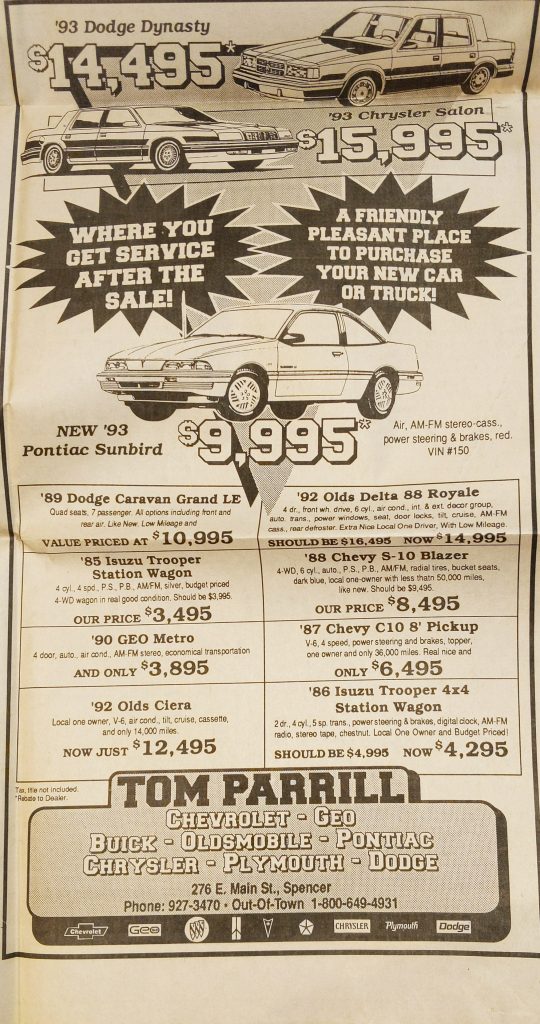 '93 Dodge Dynasty
$14,495*
'93 Chrysler Salon
$15,995*
WHERE YOU
GET SERVICE
AFTER THE
SALE!
A FRIENDLY
PLEASANT PLACE
TO PURCHASE
YOUR NEW CAR
OR TRUCK!
NEW '93
Pontiac Sunbird
$9,995*
Air, AM-FM stereo-cass.,
power steering & brakes, red.
VIN #150
'89 Dodge Caravan Grand LE
Quad seats, 7 passenger. All options including front and
rear air. Like New. Low Mileage and
VALUE PRICED AT $10,995
'92 Olds Delta 88 Royale
4 dr., front wh. drive, 6 cyl., air cond., int. & ext. decor group,
auto. trans., power windows, seat, door locks, tilt, cruise, AM-FM
cass., rear defroster. Extra Nice Local One Driver, With Low Mileage.
SHOULD BE $16,495 NOW $14,995
'85 Isuzu Trooper
Station Wagon
4 cyl., 4 spd., P.S., P.B., AM/FM, silver, budget priced
4-WD wagon in real good condition. Should be $3,995.
OUR PRICE $3,495
'88 Chevy S-10 Blazer
4-WD, 6 cyl., auto., P.S., P.B., AM/FM, radial tires, bucket seats,
dark blue, local one-owner with less thatn 50,000 miles,
like new. Should be $9,495.
OUR PRICE $8,495
'90 GEO Metro
4 door, auto., air cond., AM-FM stereo, economical transportation
AND ONLY $3,895
'87 Chevy C10 8' Pickup
V-6, 4 speed, power steering and brakes, topper,
one owner and only 36,000 miles. Real nice and
ONLY $6,495
'92 Olds Ciera
Local one owner, V-6, air cond., tilt, cruise, cassette,
and only 14,000 miles.
NOW JUST $12,495
'86 Isuzu Trooper 4x4
Station Wagon
2 dr., 4 cyl., 5 sp. trans., power steering & brakes, digital clock, AM-FM
radio, stereo tape, chestnut. Local One Owner and Budget Priced!
SHOULD BE $4,995 NOW $4,295
Tax, title not included.
*Rebate to Dealer.
TOM PARRILL
CHEVROLET - GEO
BUICK - OLDSMOBILE - PONTIAC
CHRYSLER - PLYMOUTH - DODGE
276 E. Main St., Spencer
Phone: 927-3470 • Out-Of-Town 1-800-649-4931
Chevrolet Geo CHRYSLER Plymouth Dodge